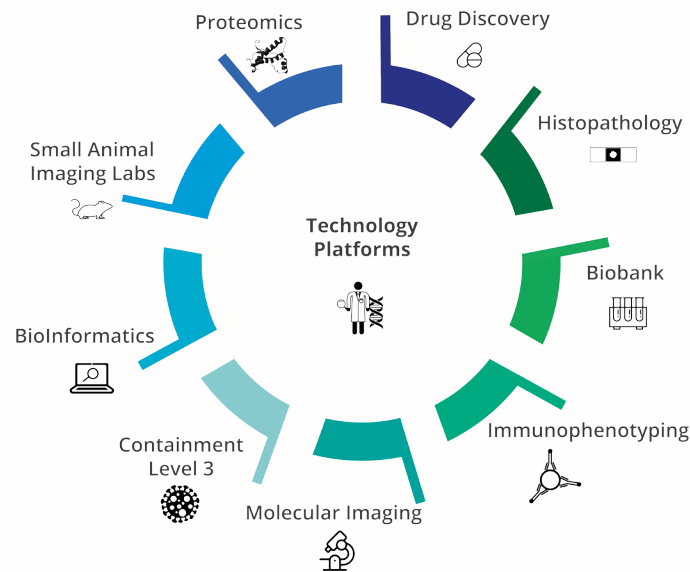 Proteomics
Drug Discovery
Histopathology
Small Animal
Imaging Labs
Technology
Platforms
Biobank
BioInformatics
Immunophenotyping
Containment
Level 3
Molecular Imaging